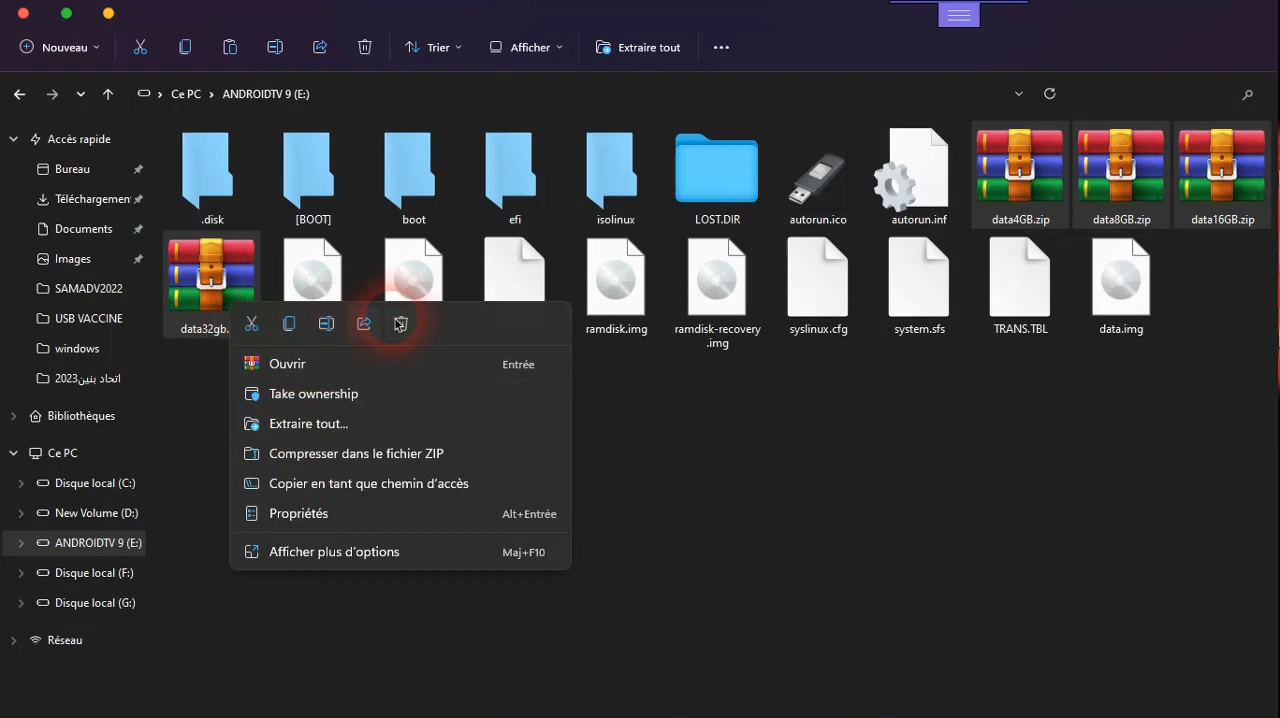 Nouveau
Trier
Afficher
Extraire tout
Ce PC
ANDROIDTV 9 (E:)
Accès rapide
Bureau
Téléchargemen
Documents
Images
SAMADV2022
USB VACCINE
windows
اتحاد بنين2023
Bibliothèques
Ce PC
Disque local (C:)
New Volume (D:)
ANDROIDTV 9 (E:)
Disque local (F:)
Disque local (G:)
Réseau
.disk
[BOOT]
boot
efi
isolinux
LOST.DIR
autorun.ico
autorun.inf
data4GB.zip
data8GB.zip
data16GB.zip
data32gb.
ramdisk.img
ramdisk-recovery
.img
syslinux.cfg
system.sfs
TRANS.TBL
data.img
Ouvrir Entrée
Take ownership
Extraire tout...
Compresser dans le fichier ZIP
Copier en tant que chemin d'accès
Propriétés Alt+Entrée
Afficher plus d'options Maj+F10